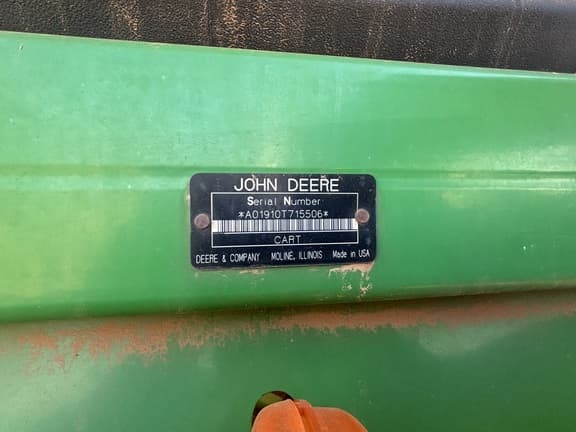 JOHN DEERE
Serial Number
*A01910T715506*
CART
DEERE & COMPANY MOLINE, ILLINOIS Made in USA